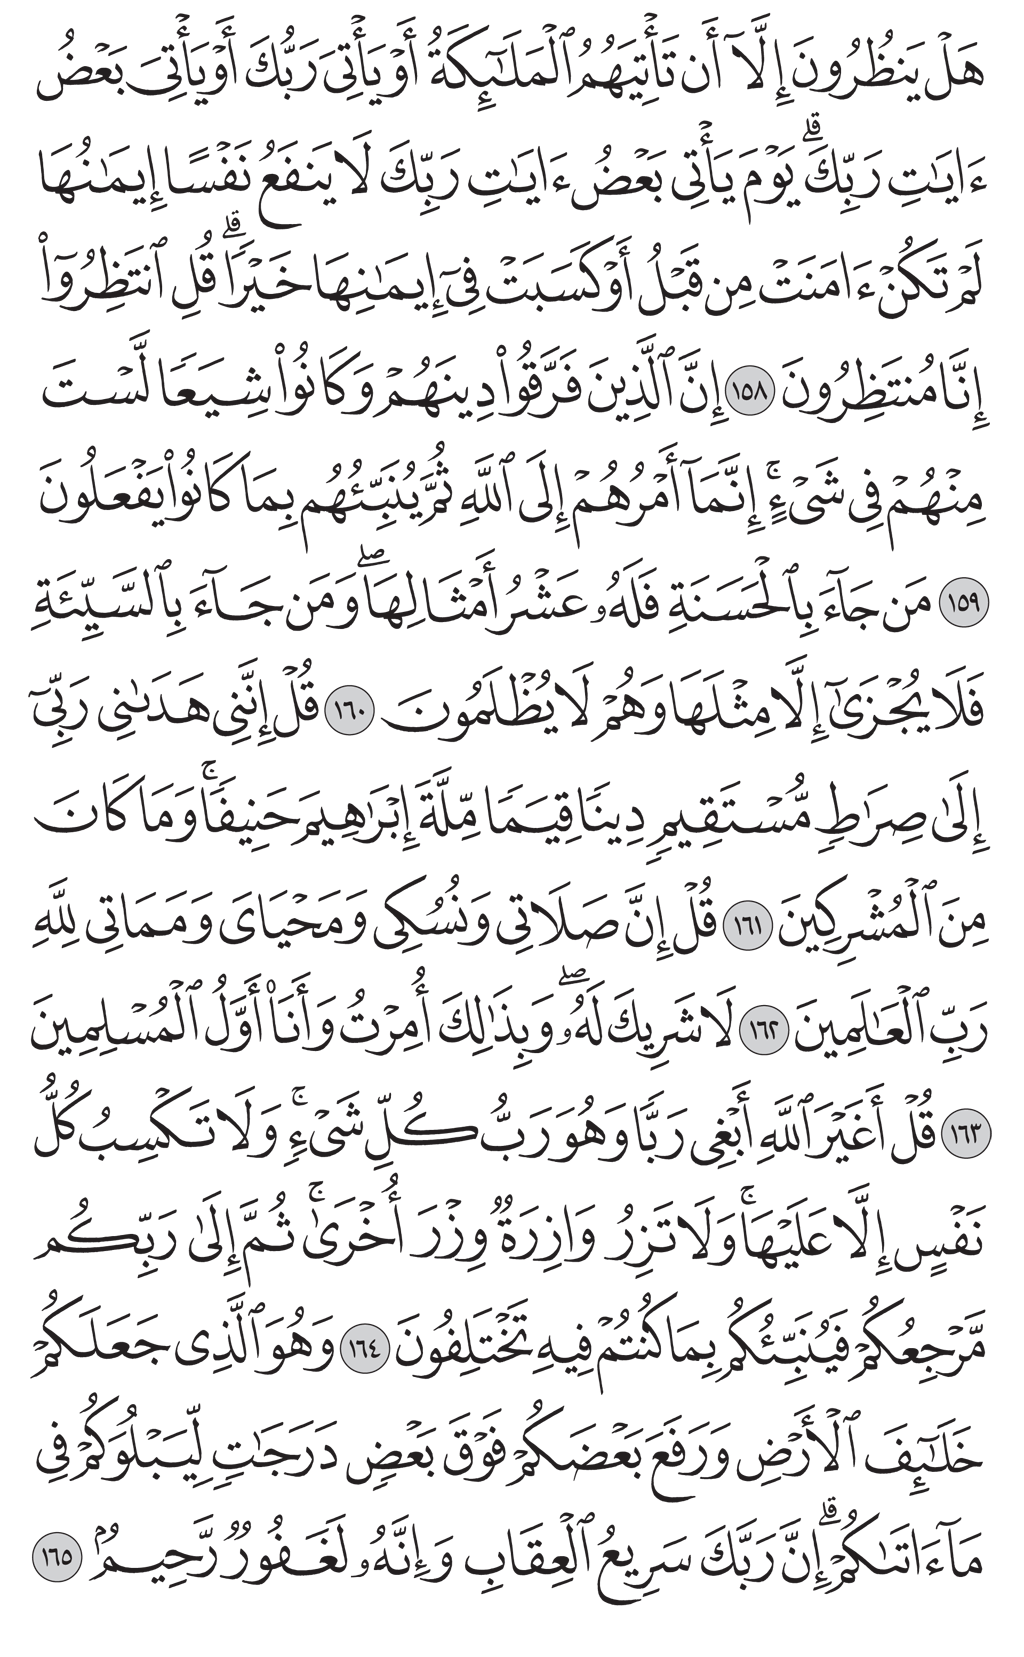 هَلۡ يَنظُرُونَ إِلَّآ أَن تَأۡتِيَهُمُ ٱلۡمَلَٰٓئِكَةُ أَوۡ يَأۡتِيَ رَبُّكَ أَوۡ يَأۡتِيَ بَعۡضُ
ءَايَٰتِ رَبِّكَۗ يَوۡمَ يَأۡتِي بَعۡضُ ءَايَٰتِ رَبِّكَ لَا يَنفَعُ نَفۡسًا إِيمَٰنُهَا
لَمۡ تَكُنۡ ءَامَنَتۡ مِن قَبۡلُ أَوۡ كَسَبَتۡ فِيٓ إِيمَٰنِهَا خَيۡرٗاۗ قُلِ ٱنتَظِرُوٓاْ
إِنَّا مُنتَظِرُونَ ١٥٨ إِنَّ ٱلَّذِينَ فَرَّقُواْ دِينَهُمۡ وَكَانُواْ شِيَعٗا لَّسۡتَ
مِنۡهُمۡ فِي شَيۡءٍۚ إِنَّمَآ أَمۡرُهُمۡ إِلَى ٱللَّهِ ثُمَّ يُنَبِّئُهُم بِمَا كَانُواْ يَفۡعَلُونَ
١٥٩ مَن جَآءَ بِٱلۡحَسَنَةِ فَلَهُۥ عَشۡرُ أَمۡثَالِهَاۖ وَمَن جَآءَ بِٱلسَّيِّئَةِ
فَلَا يُجۡزَىٰٓ إِلَّا مِثۡلَهَا وَهُمۡ لَا يُظۡلَمُونَ ١٦٠ قُلۡ إِنَّنِي هَدَىٰنِي رَبِّيٓ
إِلَىٰ صِرَٰطٖ مُّسۡتَقِيمٖ دِينٗا قِيَمٗا مِّلَّةَ إِبۡرَٰهِيمَ حَنِيفٗاۚ وَمَا كَانَ
مِنَ ٱلۡمُشۡرِكِينَ ١٦١ قُلۡ إِنَّ صَلَاتِي وَنُسُكِي وَمَحۡيَايَ وَمَمَاتِي لِلَّهِ
رَبِّ ٱلۡعَٰلَمِينَ ١٦٢ لَا شَرِيكَ لَهُۥۖ وَبِذَٰلِكَ أُمِرۡتُ وَأَنَا۠ أَوَّلُ ٱلۡمُسۡلِمِينَ
١٦٣ قُلۡ أَغَيۡرَ ٱللَّهِ أَبۡغِي رَبّٗا وَهُوَ رَبُّ كُلِّ شَيۡءٖۚ وَلَا تَكۡسِبُ كُلُّ
نَفۡسٍ إِلَّا عَلَيۡهَاۚ وَلَا تَزِرُ وَازِرَةٞ وِزۡرَ أُخۡرَىٰۚ ثُمَّ إِلَىٰ رَبِّكُم
مَّرۡجِعُكُمۡ فَيُنَبِّئُكُم بِمَا كُنتُمۡ فِيهِ تَخۡتَلِفُونَ ١٦٤ وَهُوَ ٱلَّذِي جَعَلَكُمۡ
خَلَٰٓئِفَ ٱلۡأَرۡضِ وَرَفَعَ بَعۡضَكُمۡ فَوۡقَ بَعۡضٖ دَرَجَٰتٖ لِّيَبۡلُوَكُمۡ فِي
مَآ ءَاتَىٰكُمۡۗ إِنَّ رَبَّكَ سَرِيعُ ٱلۡعِقَابِ وَإِنَّهُۥ لَغَفُورٞ رَّحِيمُۢ ١٦٥